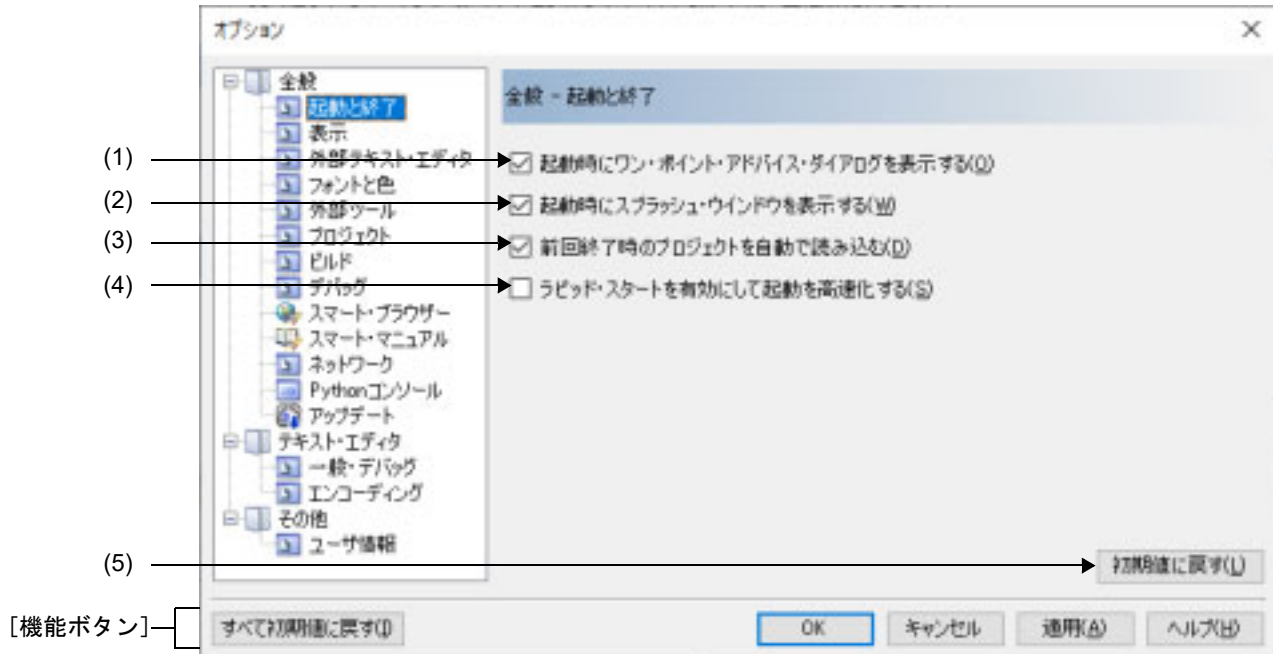 オプション
全般
起動と終了
表示
外部テキスト・エディタ
フォントと色
外部ツール
プロジェクト
ビルド
デバッグ
スマート・ブラウザー
スマート・マニュアル
ネットワーク
Pythonコンソール
アップデート
テキスト・エディタ
一般・デバッグ
エンコーディング
その他
ユーザ情報
全般 - 起動と終了
(1)
起動時にワン・ポイント・アドバイス・ダイアログを表示する(O)
(2)
起動時にスプラッシュ・ウインドウを表示する(W)
(3)
前回終了時のプロジェクトを自動で読み込む(D)
(4)
ラピッド・スタートを有効にして起動を高速化する(S)
(5)
初期値に戻す(L)
[機能ボタン]
すべて初期値に戻す(I)
OK
キャンセル
適用(A)
ヘルプ(H)